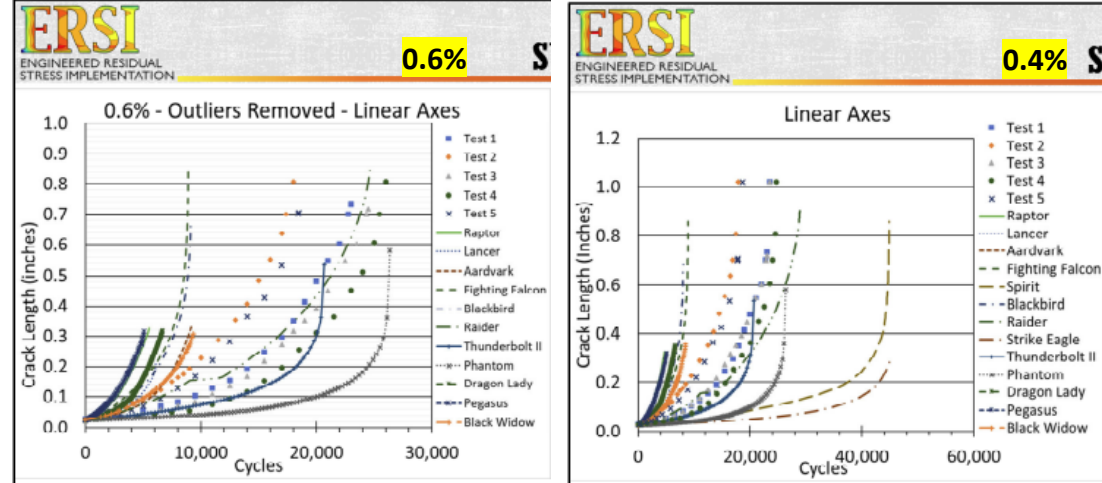 ERSI
ENGINEERED RESIDUAL
STRESS IMPLEMENTATION
0.6%
S
0.6% - Outliers Removed - Linear Axes
Crack Length (inches)
1.0
0.9
0.8
0.7
0.6
0.5
0.4
0.3
0.2
0.1
0.0
0
10,000
20,000
30,000
Cycles
Test 1
Test 2
Test 3
Test 4
Test 5
Raptor
Lancer
Aardvark
Fighting Falcon
Blackbird
Raider
Thunderbolt II
Phantom
Dragon Lady
Pegasus
Black Widow
ERSI
ENGINEERED RESIDUAL
STRESS IMPLEMENTATION
0.4%
S
Linear Axes
Crack Length (Inches)
1.2
1.0
0.8
0.6
0.4
0.2
0.0
0
20,000
40,000
60,000
Cycles
Test 1
Test 2
Test 3
Test 4
Test 5
Raptor
Lancer
Aardvark
Fighting Falcon
Spirit
Blackbird
Raider
Strike Eagle
Thunderbolt II
Phantom
Dragon Lady
Pegasus
Black Widow